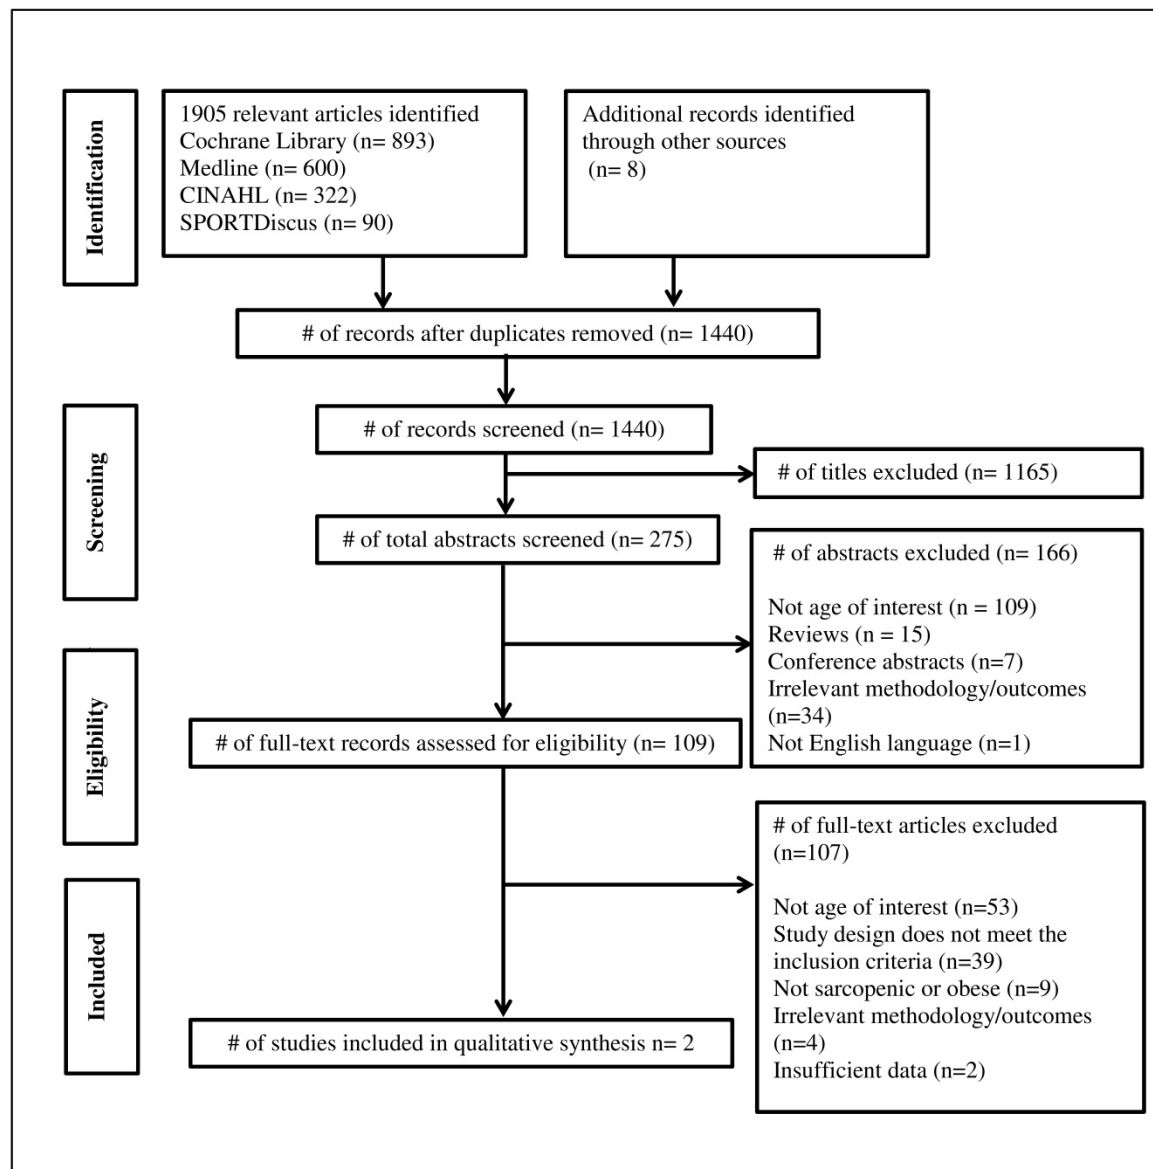 Identification
1905 relevant articles identified
Cochrane Library (n= 893)
Medline (n= 600)
CINAHL (n= 322)
SPORTDiscus (n= 90)
Additional records identified
through other sources
(n= 8)
# of records after duplicates removed (n= 1440)
Screening
# of records screened (n= 1440)
# of titles excluded (n= 1165)
# of total abstracts screened (n= 275)
# of abstracts excluded (n= 166)
Not age of interest (n = 109)
Reviews (n = 15)
Conference abstracts (n=7)
Irrelevant methodology/outcomes
(n=34)
Not English language (n=1)
Eligibility
# of full-text records assessed for eligibility (n= 109)
# of full-text articles excluded
(n=107)
Not age of interest (n=53)
Study design does not meet the
inclusion criteria (n=39)
Not sarcopenic or obese (n=9)
Irrelevant methodology/outcomes
(n=4)
Insufficient data (n=2)
Included
# of studies included in qualitative synthesis n= 2